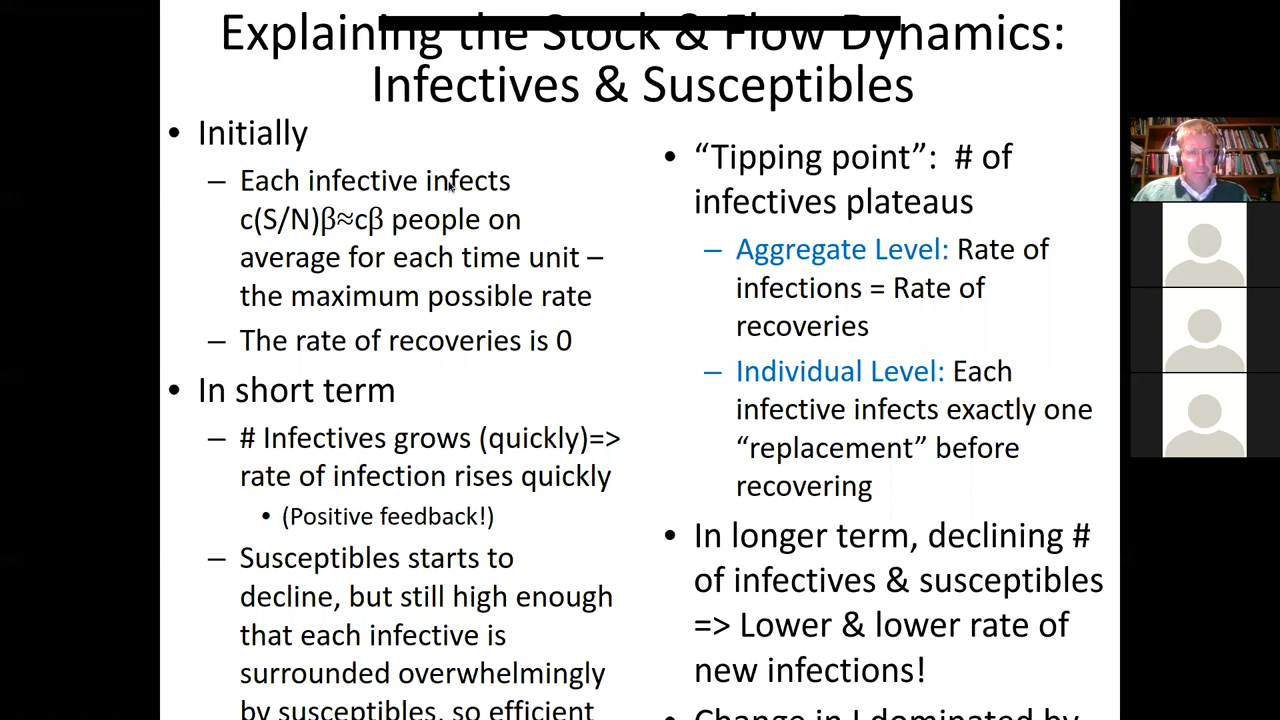 Explaining the Stock & Flow Dynamics:
Infectives & Susceptibles
• Initially
– Each infective infects
c(S/N)β≈cβ people on
average for each time unit –
the maximum possible rate
– The rate of recoveries is 0
• In short term
– # Infectives grows (quickly)=>
rate of infection rises quickly
• (Positive feedback!)
– Susceptibles starts to
decline, but still high enough
that each infective is
surrounded overwhelmingly
by susceptibles, so efficient
• “Tipping point”: # of
infectives plateaus
– Aggregate Level: Rate of
infections = Rate of
recoveries
– Individual Level: Each
infective infects exactly one
“replacement” before
recovering
• In longer term, declining #
of infectives & susceptibles
=> Lower & lower rate of
new infections!
• Change in I dominated by